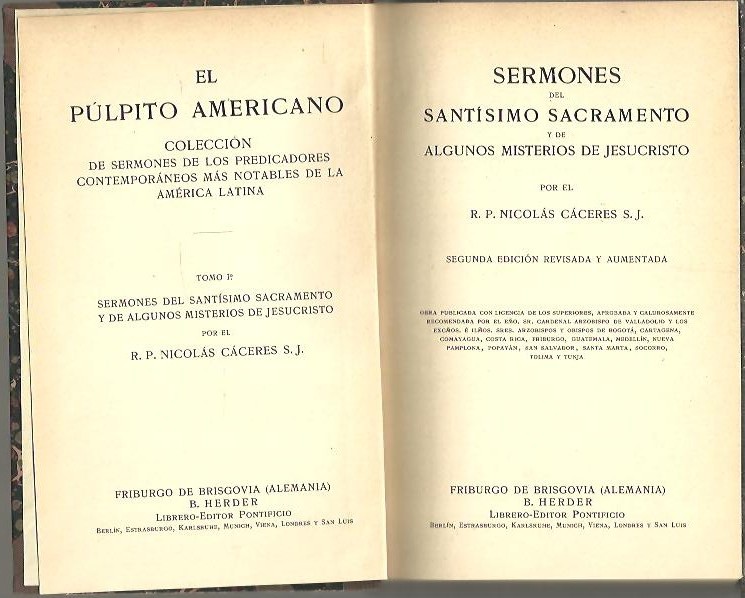 EL
PÚLPITO AMERICANO
COLECCIÓN
DE SERMONES DE LOS PREDICADORES
CONTEMPORÁNEOS MÁS NOTABLES DE LA
AMÉRICA LATINA
TOMO Iº
SERMONES DEL SANTÍSIMO SACRAMENTO
Y DE ALGUNOS MISTERIOS DE JESUCRISTO
POR EL
R. P. NICOLÁS CÁCERES S. J.
FRIBURGO DE BRISGOVIA (ALEMANIA)
B. HERDER
LIBRERO-EDITOR PONTIFICIO
BERLÍN, ESTRASBURGO, KARLSRUHE, MUNICH, VIENA, LONDRES Y SAN LUIS
SERMONES
DEL
SANTÍSIMO SACRAMENTO
Y DE
ALGUNOS MISTERIOS DE JESUCRISTO
POR EL
R. P. NICOLÁS CÁCERES S. J.
SEGUNDA EDICIÓN REVISADA Y AUMENTADA
OBRA PUBLICADA CON LICENCIA DE LOS SUPERIORES, APROBADA Y CALUROSAMENTE
RECOMENDADA POR EL EÑO. SR. CARDENAL ARZOBISPO DE VALLADOLID Y LOS
EXCÑOS. É ILÑOS. SRES. ARZOBISPOS Y OBISPOS DE BOGOTÁ, CARTAGENA,
COMAYAGUA, COSTA RICA, FRIBURGO, GUATEMALA, MEDELLÍN, NUEVA
PAMPLONA, POPAYÁN, SAN SALVADOR, SANTA MARTA, SOCORRO,
TOLIMA Y TUNJA
FRIBURGO DE BRISGOVIA (ALEMANIA)
B. HERDER
LIBRERO-EDITOR PONTIFICIO
BERLÍN, ESTRASBURGO, KARLSRUHE, MUNICH, VIENA, LONDRES Y SAN LUIS